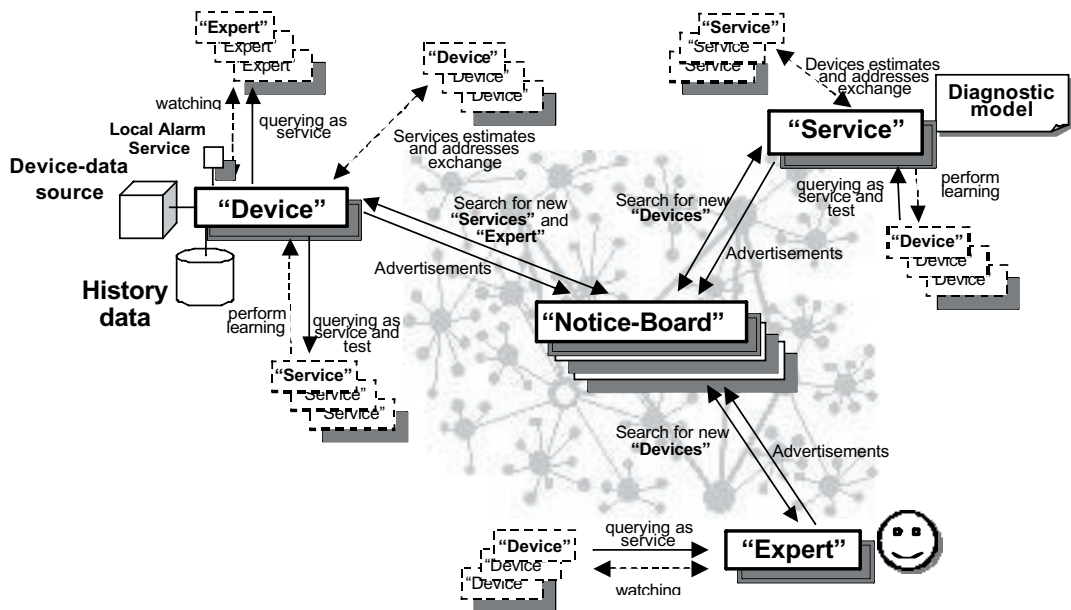 “Expert”
Expert’
Expert’
watching
querying as
service
Local Alarm
Service
Device-data
source
“Device”
History
data
“Device”
Device”
Device”
Services estimates
and addresses
exchange
Search for new
“Services” and
“Expert”
Advertisements
perform
learning
querying as
service and
test
“Service”
Service”
Service”
“Service”
“Service”
Service”
Devices estimates
and addresses
exchange
“Service”
Diagnostic
model
querying as
service and
test
perform
learning
“Device”
Device
Device”
Search for new
“Devices”
Advertisements
“Notice-Board”
Search for new
“Devices”
Advertisements
“Device”
“Device
“Device
querying as
service
watching
“Expert”